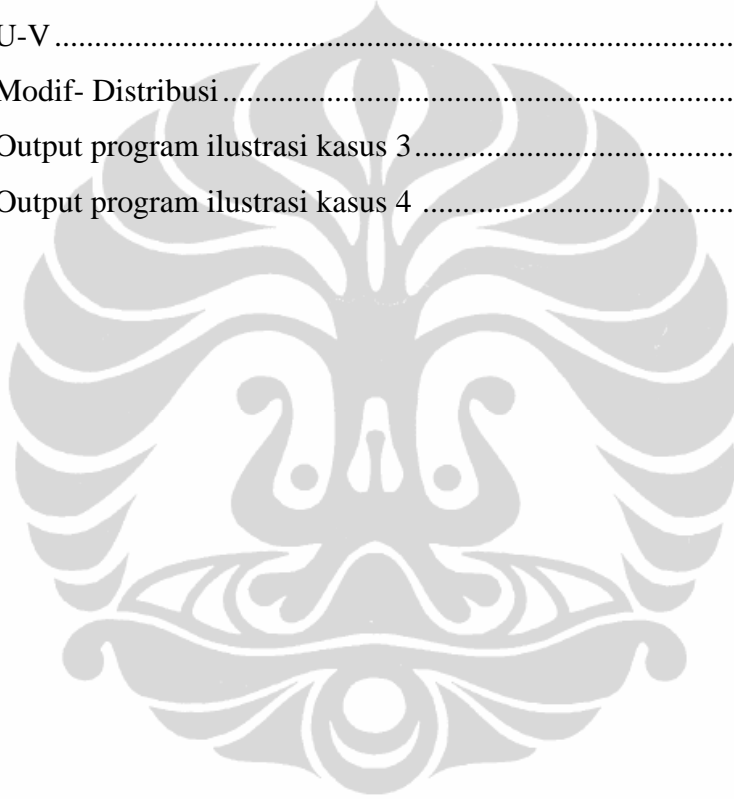 U-V ..............................................................................................
Modif- Distribusi ..........................................................................
Output program ilustrasi kasus 3..............................................
Output program ilustrasi kasus 4 .............................................